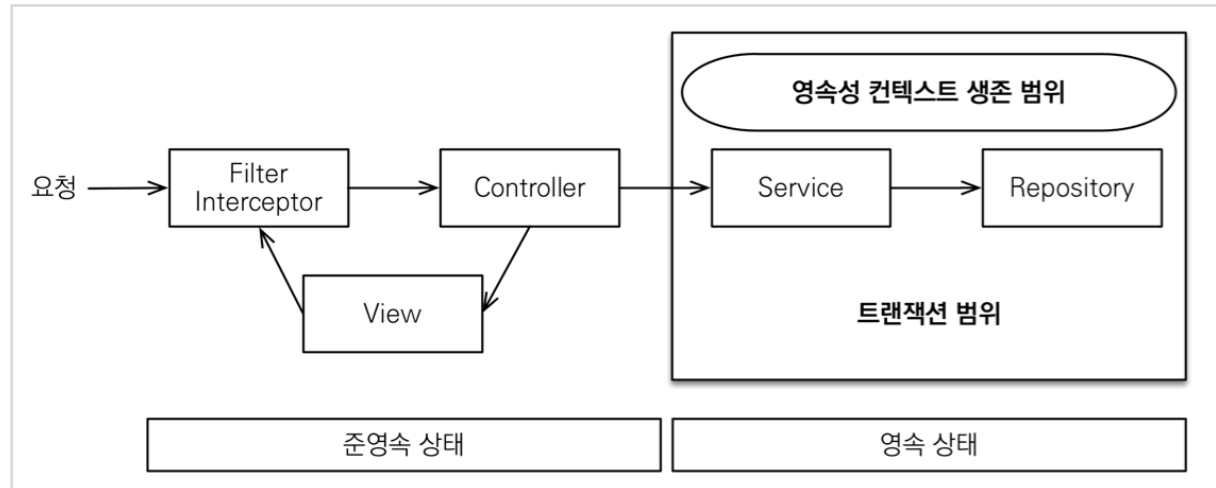 영속성 컨텍스트 생존 범위
요청
Filter
Interceptor
Controller
Service
Repository
View
트랜잭션 범위
준영속 상태
영속 상태